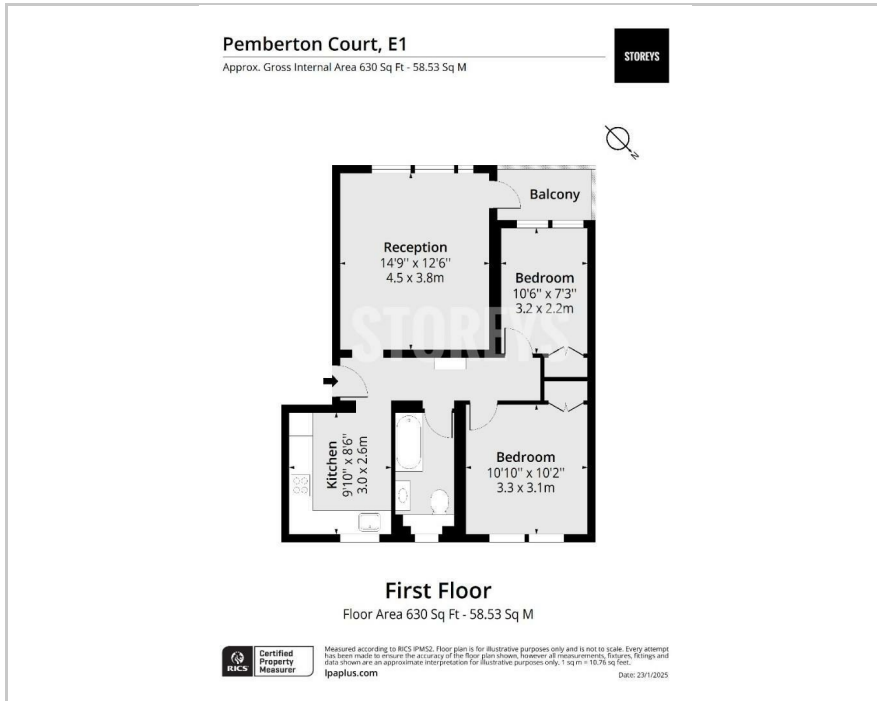 Pemberton Court, E1
Approx. Gross Internal Area 630 Sq Ft - 58.53 Sq M
STOREYS
N
Balcony
Reception
14'9" x 12'6"
4.5 x 3.8m
Bedroom
10'6" x 7'3"
3.2 x 2.2m
STOREYS
Kitchen
9'10" x 8'6"
3.0 x 2.6m
Bedroom
10'10" x 10'2"
3.3 x 3.1m
First Floor
Floor Area 630 Sq Ft - 58.53 Sq M
RICS
Certified
Property
Measurer
Measured according to RICS IPMS2. Floor plan is for illustrative purposes only and is not to scale. Every attempt
has been made to ensure the accuracy of the floor plan shown, however all measurements, fixtures, fittings and
data shown are an approximate interpretation for illustrative purposes only. 1 sq m = 10.76 sq feet.
lpaplus.com
Date: 23/1/2025